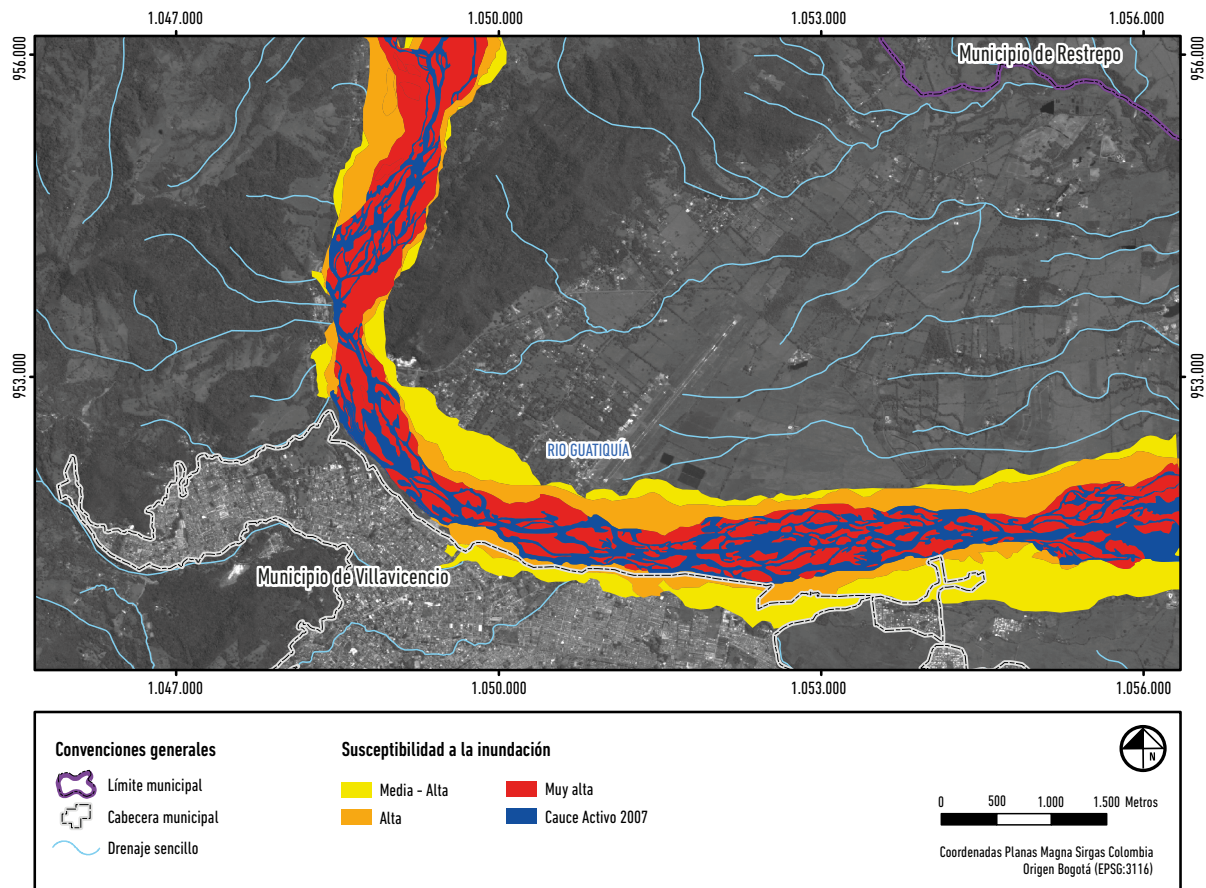 1.047.000 1.050.000 1.053.000 1.056.000
956.000 956.000
Municipio de Restrepo
953.000 953.000
RIO GUATIQUÍA
Municipio de Villavicencio
1.047.000 1.050.000 1.053.000 1.056.000
Convenciones generales
Límite municipal
Cabecera municipal
Drenaje sencillo
Susceptibilidad a la inundación
Media - Alta
Alta
Muy alta
Cauce Activo 2007
N
0 500 1.000 1.500 Metros
Coordenadas Planas Magna Sirgas Colombia
Origen Bogotá (EPSG:3116)